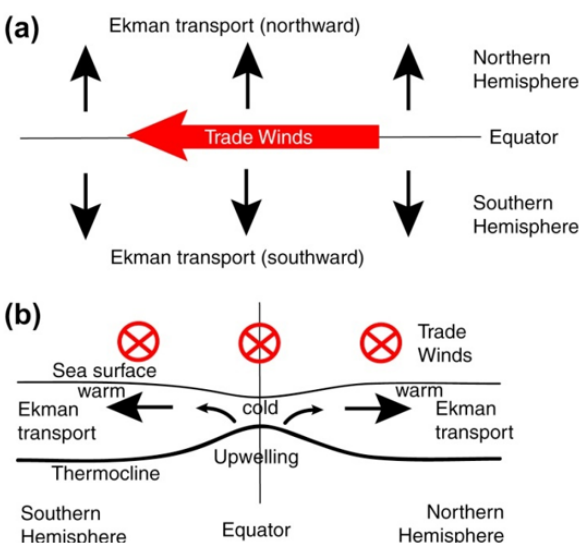 (a)
Ekman transport (northward)
Northern
Hemisphere
Trade Winds
Equator
Southern
Hemisphere
Ekman transport (southward)
(b)
Trade
Winds
Sea surface
warm
warm
cold
Ekman
transport
Ekman
transport
Upwelling
Thermocline
Southern
Hemisphere
Equator
Northern
Hemisphere